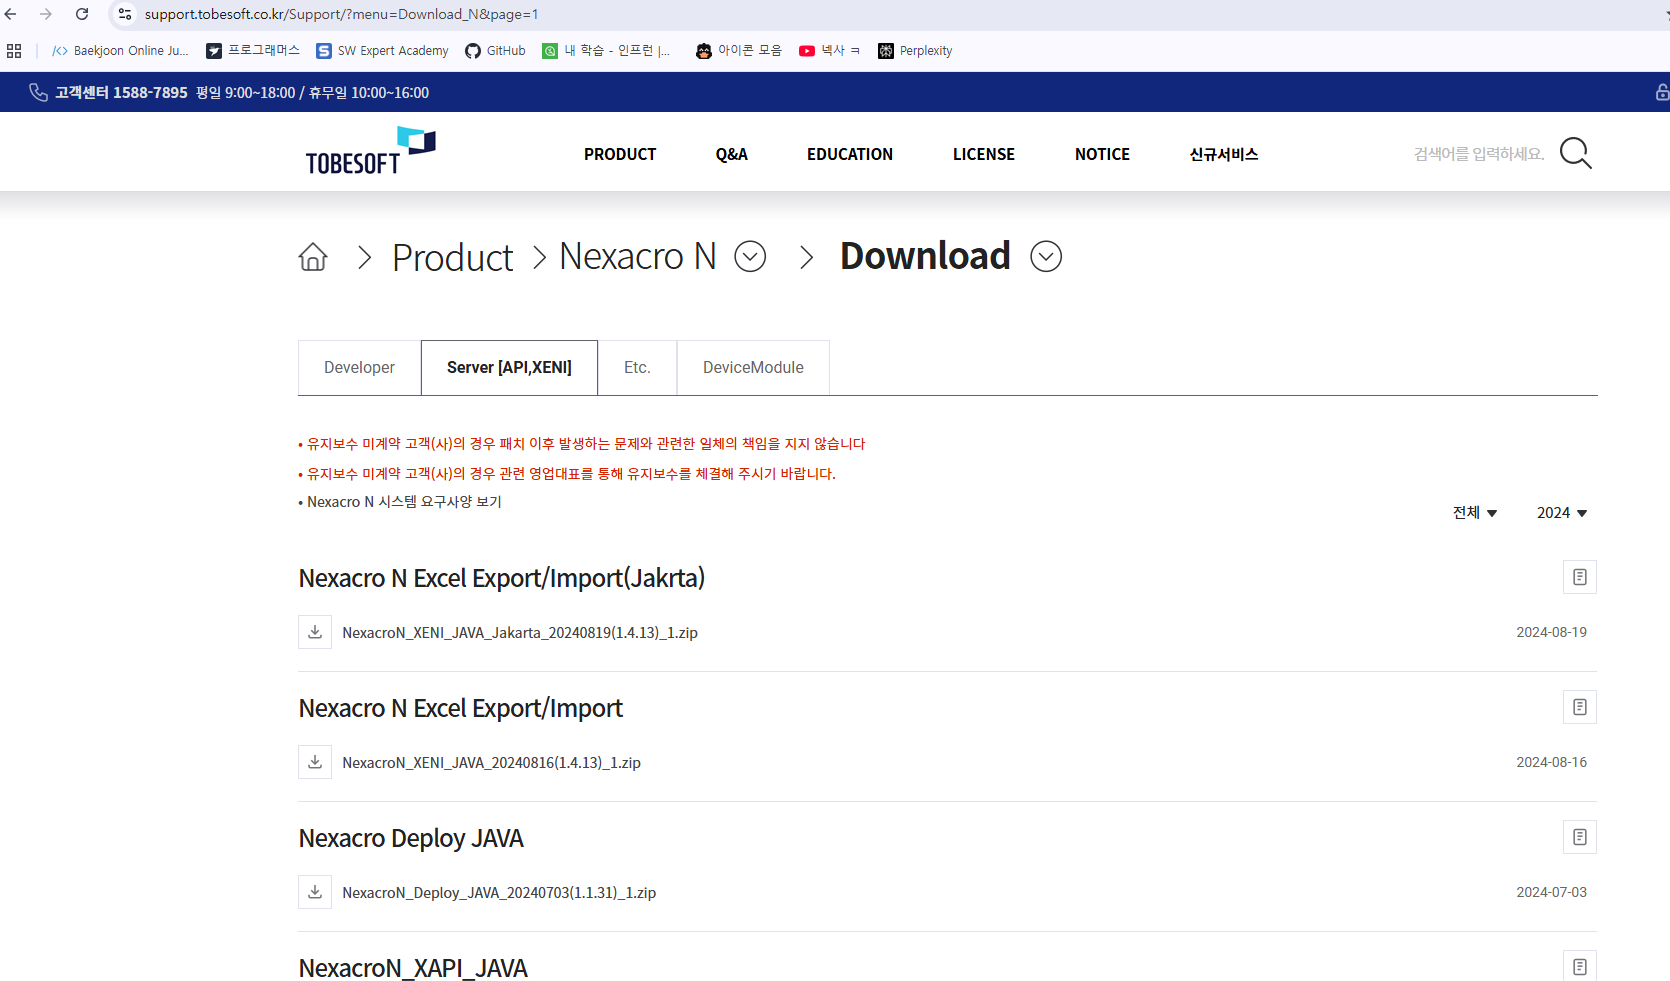 support.tobesoft.co.kr/Support/?menu=Download_N&page=1
Baekjoon Online Ju...
프로그래머스
SW Expert Academy
GitHub
내 학습 - 인프런 |...
아이콘 모음
넥사 ㅋ
Perplexity
고객센터 1588-7895 평일 9:00~18:00 / 휴무일 10:00~16:00
TOBESOFT
PRODUCT
Q&A
EDUCATION
LICENSE
NOTICE
신규서비스
검색어를 입력하세요.
Product
Nexacro N
Download
Developer
Server [API,XENI]
Etc.
DeviceModule
• 유지보수 미계약 고객(사)의 경우 패치 이후 발생하는 문제와 관련한 일체의 책임을 지지 않습니다
• 유지보수 미계약 고객(사)의 경우 관련 영업대표를 통해 유지보수를 체결해 주시기 바랍니다.
• Nexacro N 시스템 요구사양 보기
전체
2024
Nexacro N Excel Export/Import(Jakrta)
NexacroN_XENI_JAVA_Jakarta_20240819(1.4.13)_1.zip
2024-08-19
Nexacro N Excel Export/Import
NexacroN_XENI_JAVA_20240816(1.4.13)_1.zip
2024-08-16
Nexacro Deploy JAVA
NexacroN_Deploy_JAVA_20240703(1.1.31)_1.zip
2024-07-03
NexacroN_XAPI_JAVA